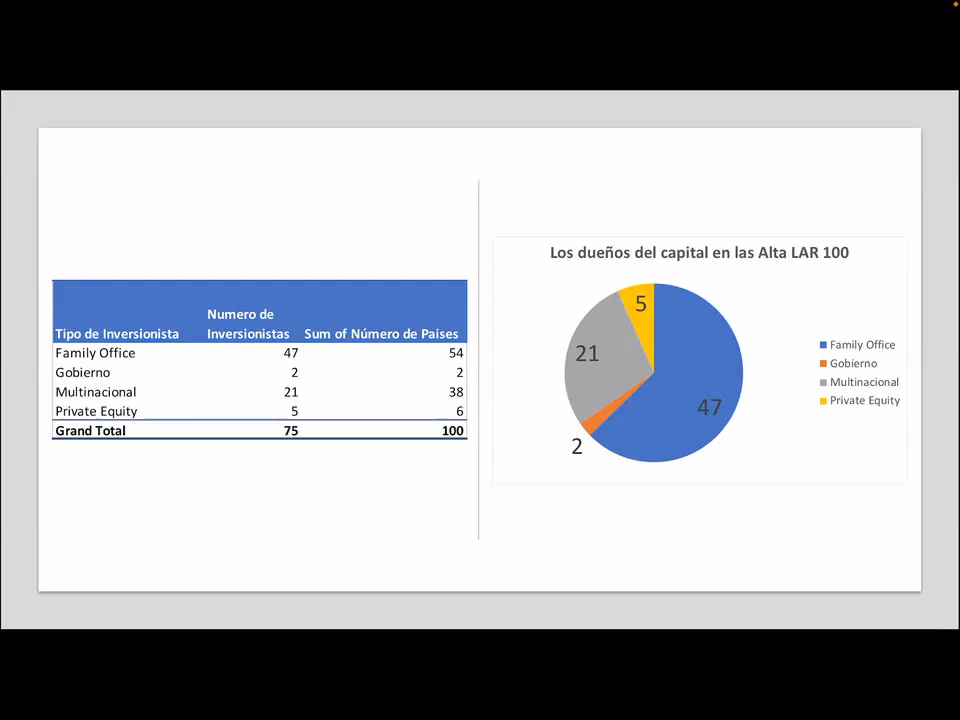 Numero de
Tipo de Inversionista Inversionistas Sum of Número de Paises
Family Office 47 54
Gobierno 2 2
Multinacional 21 38
Private Equity 5 6
Grand Total 75 100
Los dueños del capital en las Alta LAR 100
5
21
47
2
Family Office
Gobierno
Multinacional
Private Equity